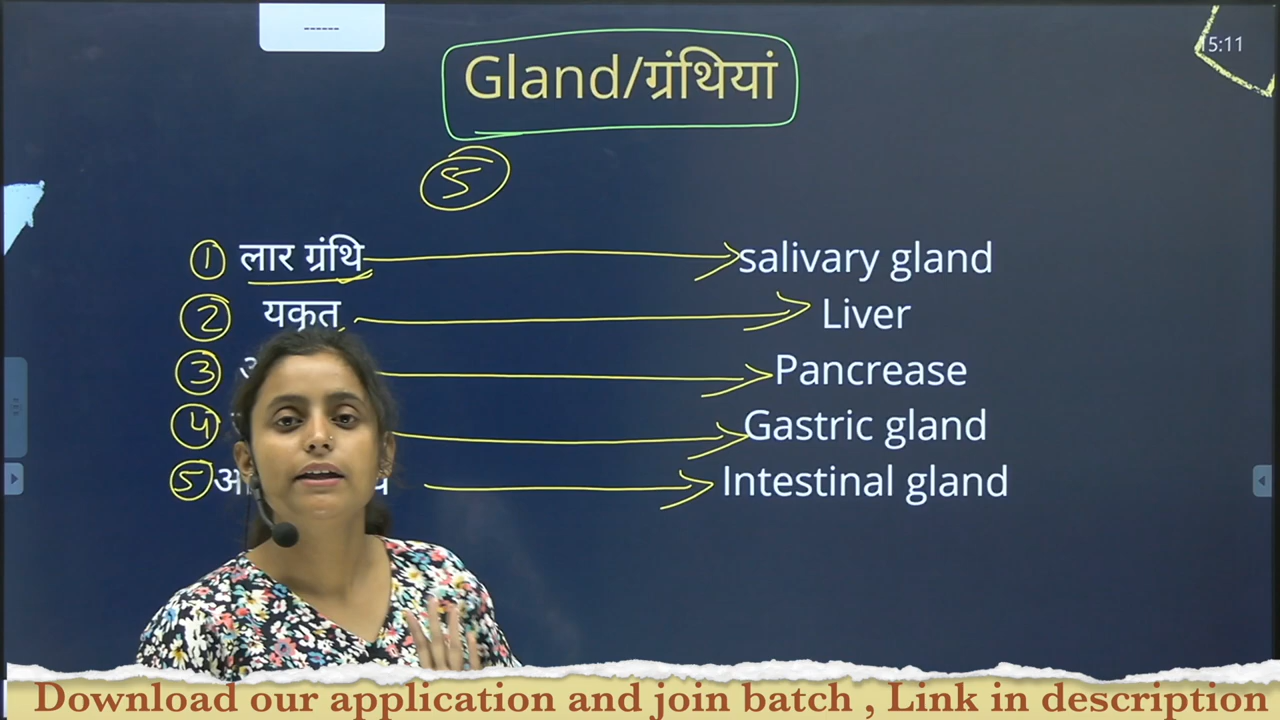 ------
15:11
Gland/ग्रंथियां
5
1 लार ग्रंथि salivary gland
2 यकृत Liver
3 Pancrease
4 Gastric gland
5 Intestinal gland
Download our application and join batch , Link in description